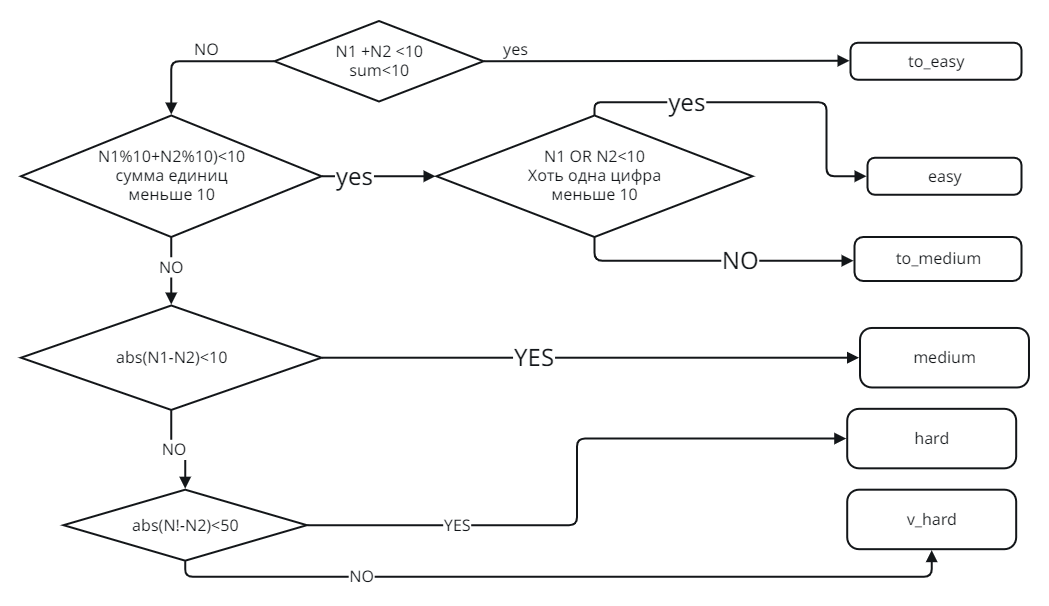 NO
N1 +N2 <10
sum<10
yes
to_easy
yes
N1%10+N2%10)<10
сумма единиц
меньше 10
yes
N1 OR N2<10
Хоть одна цифра
меньше 10
easy
NO
NO
to_medium
abs(N1-N2)<10
YES
medium
NO
hard
abs(N!-N2)<50
YES
v_hard
NO